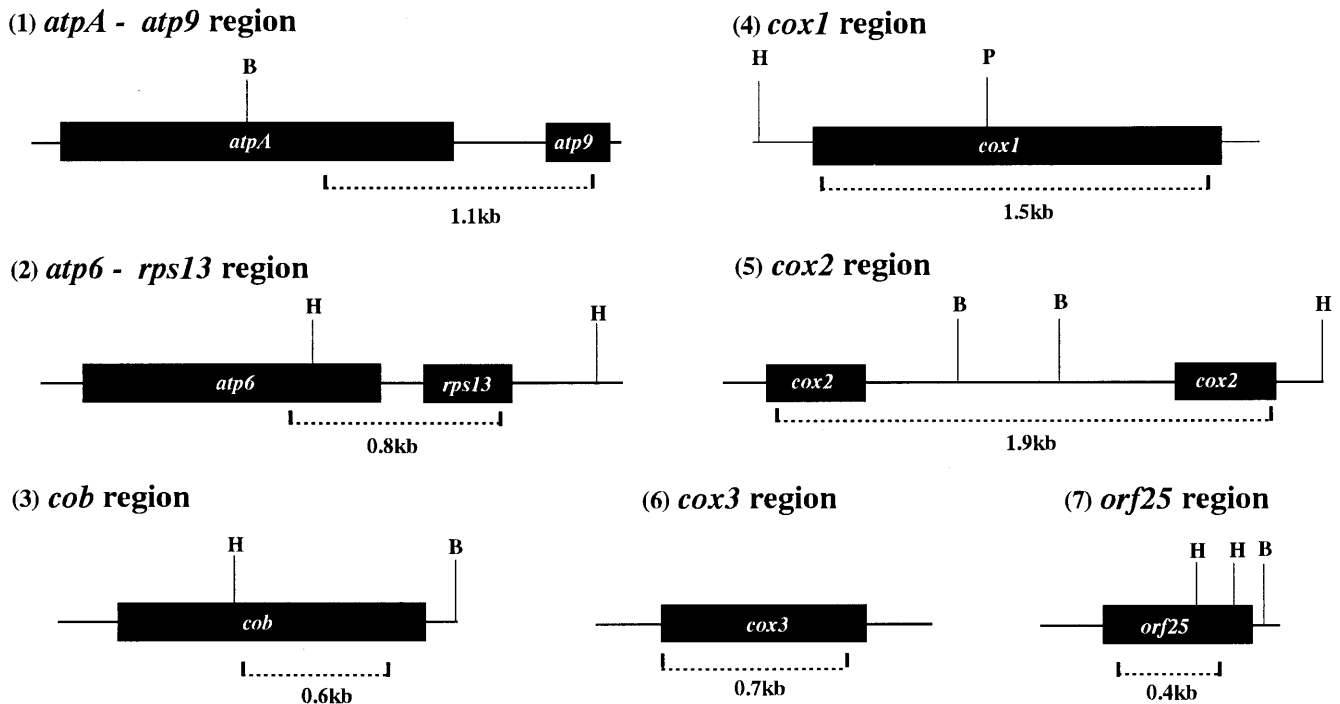 (1) atpA - atp9 region
B
atpA
atp9
1.1kb
(2) atp6 - rps13 region
H
H
atp6
rps13
0.8kb
(3) cob region
H
B
cob
0.6kb
(4) cox1 region
H
P
cox1
1.5kb
(5) cox2 region
B
B
H
cox2
cox2
1.9kb
(6) cox3 region
cox3
0.7kb
(7) orf25 region
H
H
B
orf25
0.4kb